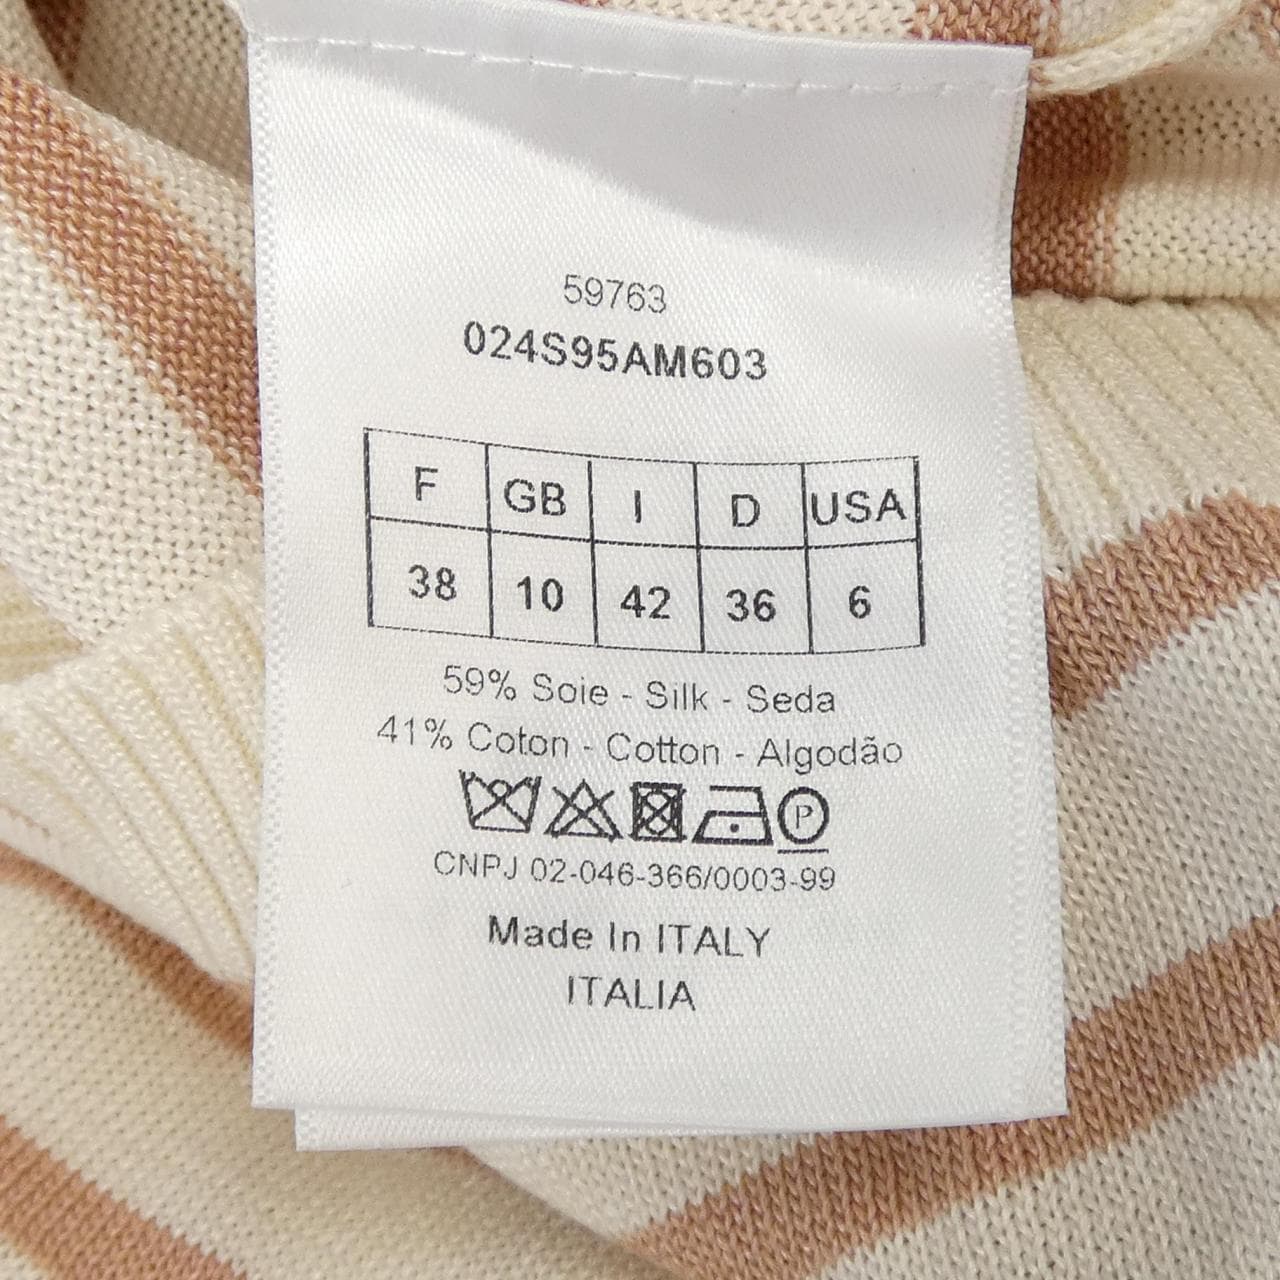 59763
024S95AM603
F GB I D USA
38 10 42 36 6
59% Soie - Silk - Seda
41% Coton - Cotton - Algodão
P
CNPJ 02-046-366/0003-99
Made In ITALY
ITALIA